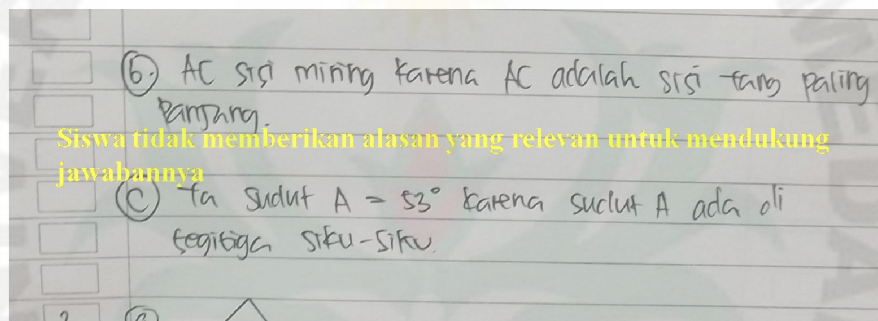 (b.) AC sisi miring karena AC adalah sisi yang paling
Panjang.
Siswa tidak memberikan alasan yang relevan untuk mendukung
jawabannya
(C) Ya sudut A = 53° karena sudut A ada di
segitiga siku-siku.
2 (a)